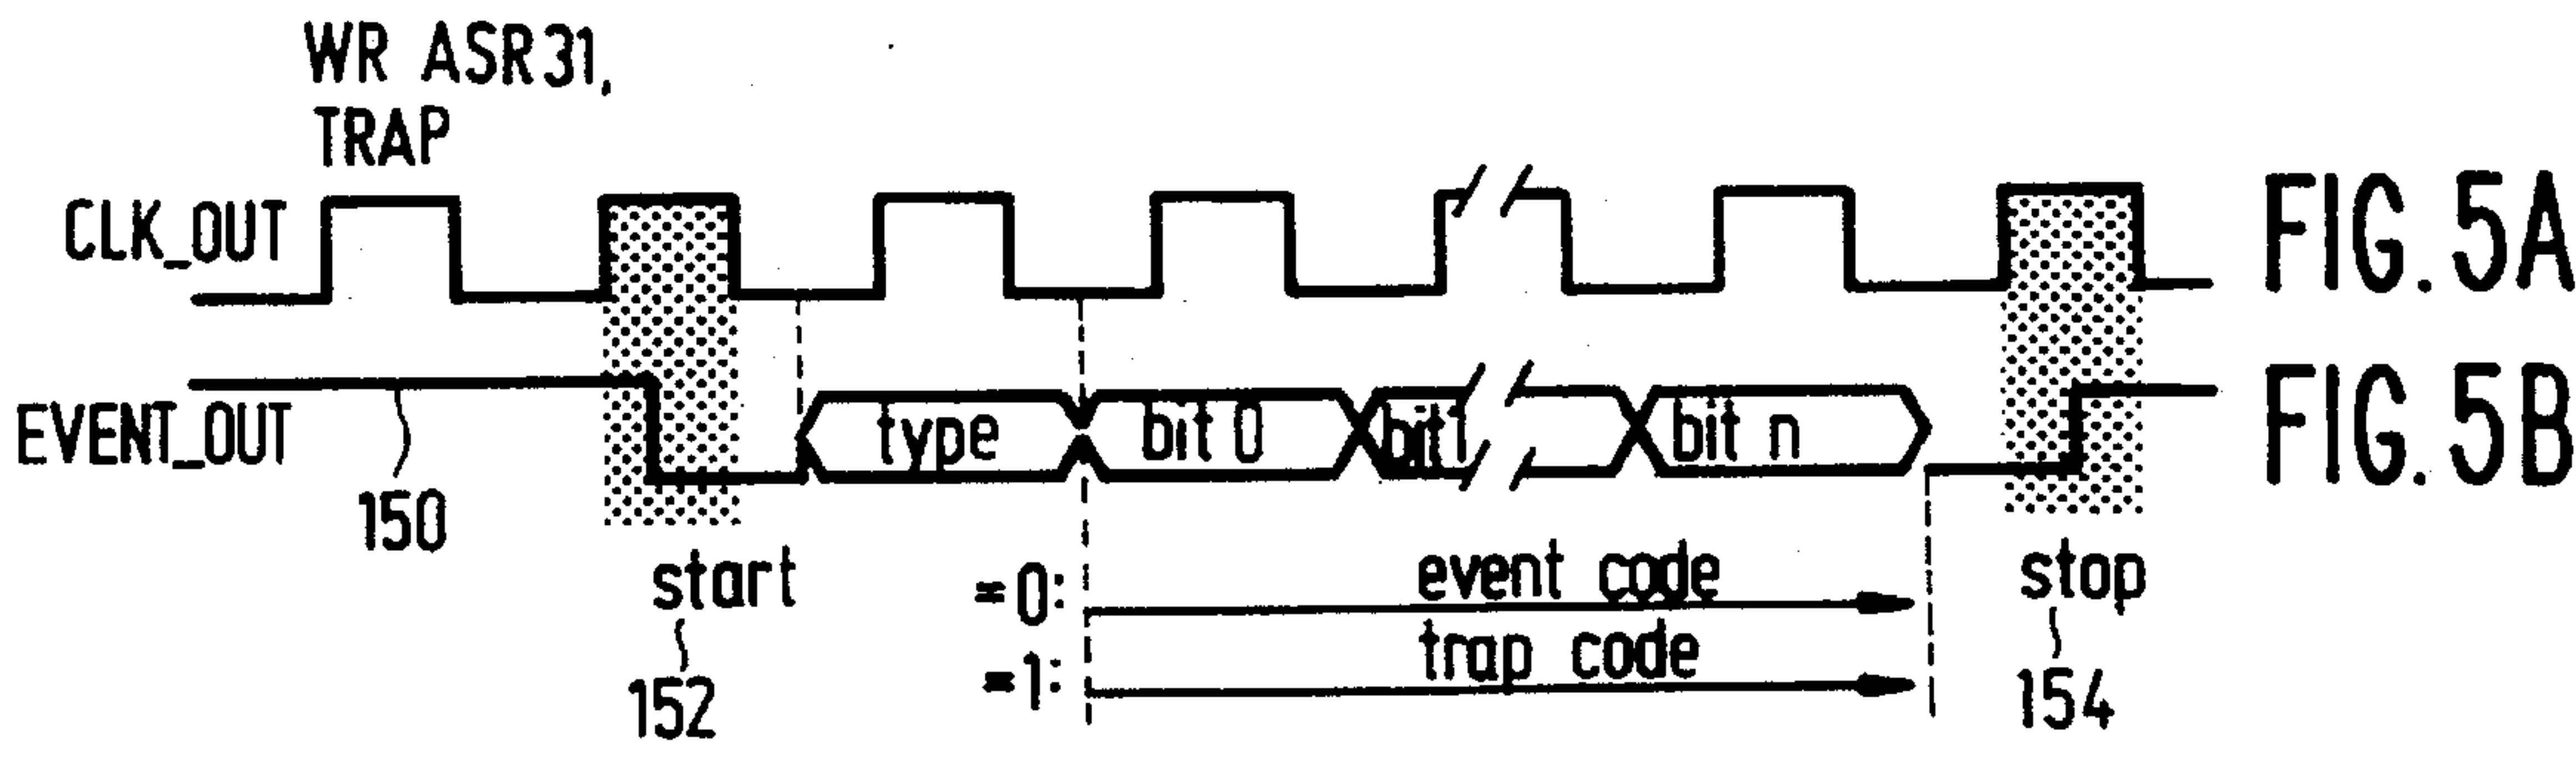 WR ASR31,
TRAP
CLK_OUT
FIG. 5A
EVENT_OUT
type
bit 0
bit1
bit n
FIG. 5B
150
start
=0:
event code
stop
=1:
trap code
152
154